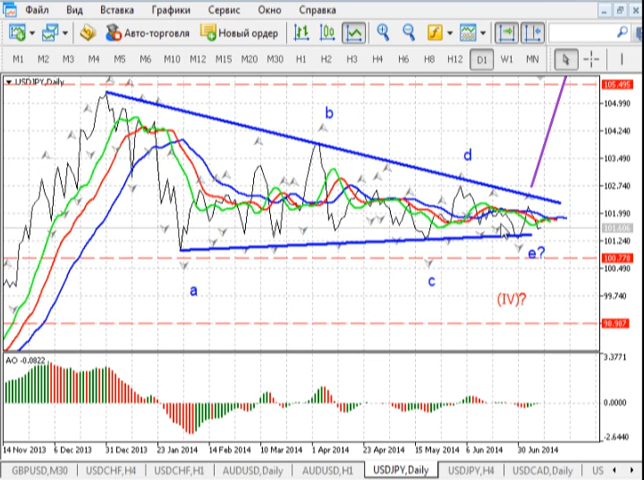 Файл Вид Вставка Графики Сервис Окно Справка
Авто-торговля Новый ордер
M1 M2 M3 M4 M5 M6 M10 M12 M15 M20 M30 H1 H2 H3 H4 H6 H8 H12 D1 W1 MN
USDJPY,Daily
105.495
104.990
104.240
103.490
102.740
101.990
101.606
101.240
100.770
100.490
99.740
98.987
b
d
a
c
e?
(IV)?
AO -0.0822
3.3771
0.0000
-2.6440
14 Nov 2013 6 Dec 2013 31 Dec 2013 23 Jan 2014 14 Feb 2014 10 Mar 2014 1 Apr 2014 23 Apr 2014 15 May 2014 6 Jun 2014 30 Jun 2014
GBPUSD,M30 USDCHF,H4 USDCHF,H1 AUDUSD,Daily AUDUSD,H1 USDJPY,Daily USDJPY,H4 USDCAD,Daily US